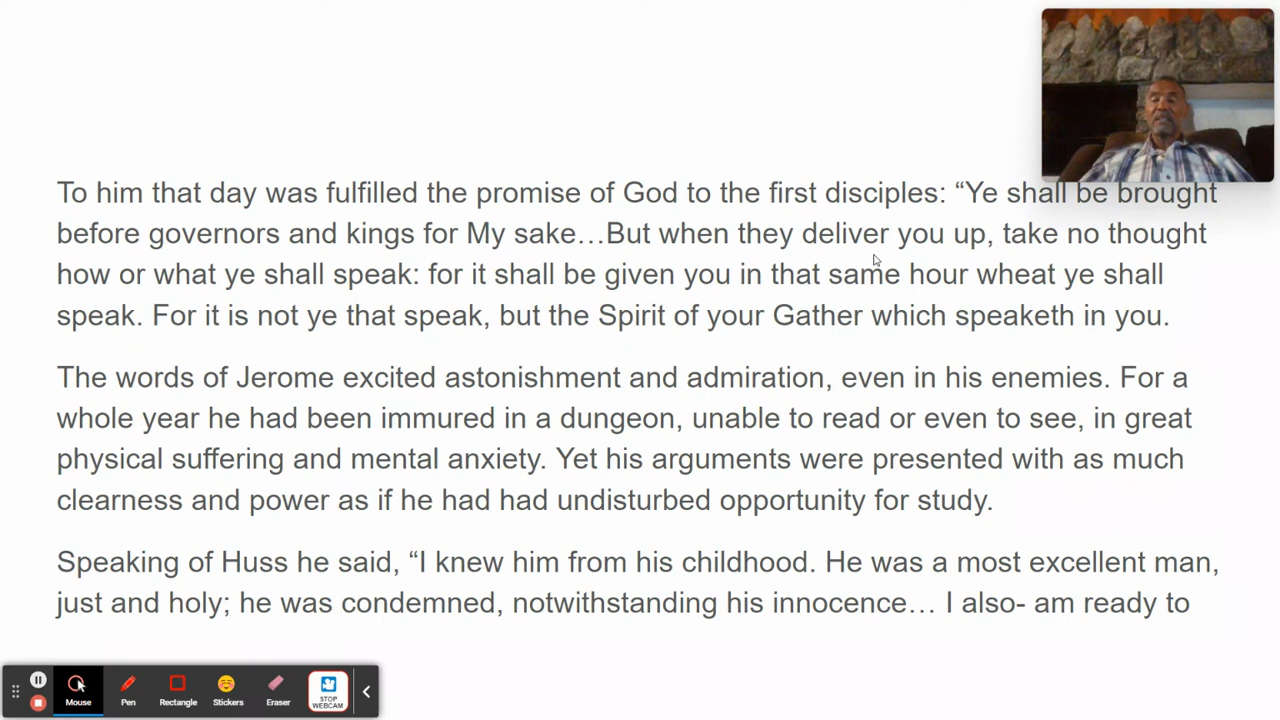 To him that day was fulfilled the promise of God to the first disciples: “Ye shall be brought
before governors and kings for My sake…But when they deliver you up, take no thought
how or what ye shall speak: for it shall be given you in that same hour wheat ye shall
speak. For it is not ye that speak, but the Spirit of your Gather which speaketh in you.
The words of Jerome excited astonishment and admiration, even in his enemies. For a
whole year he had been immured in a dungeon, unable to read or even to see, in great
physical suffering and mental anxiety. Yet his arguments were presented with as much
clearness and power as if he had had undisturbed opportunity for study.
Speaking of Huss he said, “I knew him from his childhood. He was a most excellent man,
just and holy; he was condemned, notwithstanding his innocence… I also- am ready to
Mouse Pen Rectangle Stickers Eraser STOP
WEBCAM